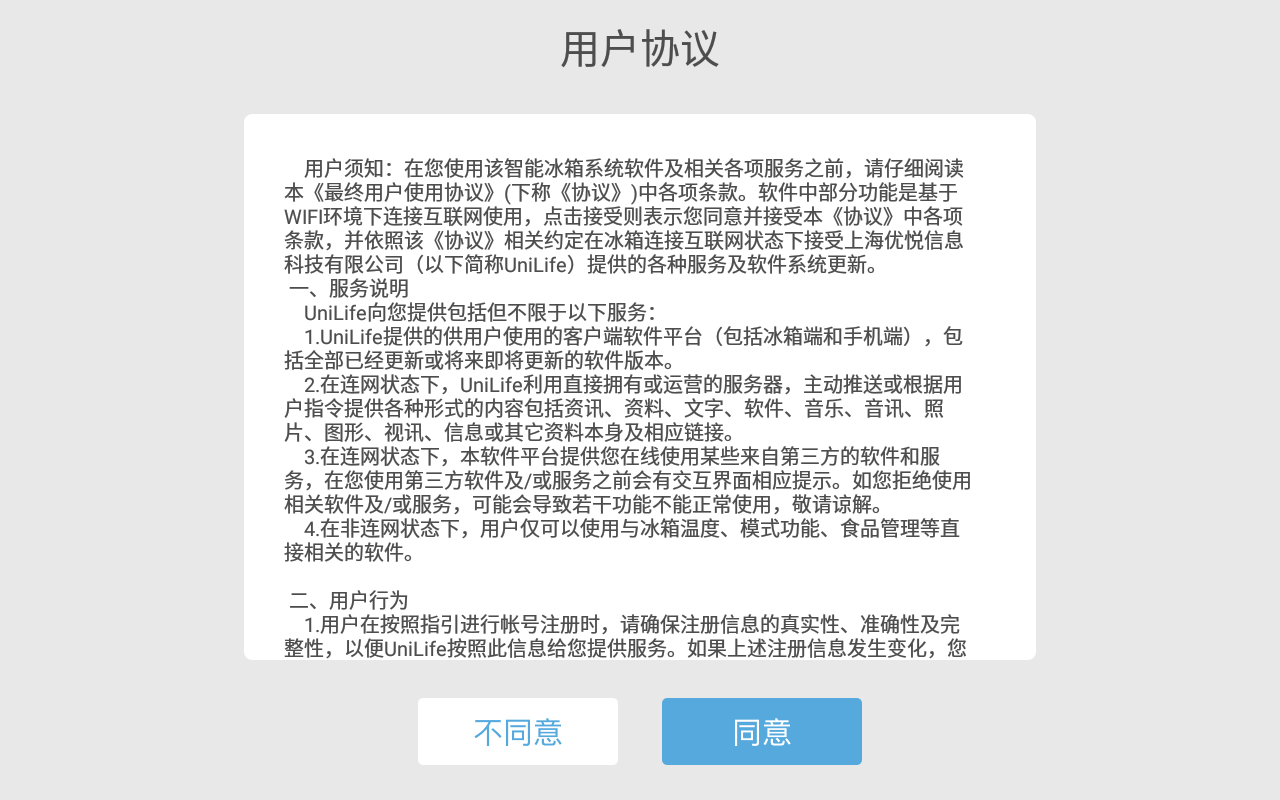 用户协议
用户须知：在您使用该智能冰箱系统软件及相关各项服务之前，请仔细阅读
本《最终用户使用协议》(下称《协议》)中各项条款。软件中部分功能是基于
WIFI环境下连接互联网使用，点击接受则表示您同意并接受本《协议》中各项
条款，并依照该《协议》相关约定在冰箱连接互联网状态下接受上海优悦信息
科技有限公司（以下简称UniLife）提供的各种服务及软件系统更新。
一、服务说明
UniLife向您提供包括但不限于以下服务：
1.UniLife提供的供用户使用的客户端软件平台（包括冰箱端和手机端），包
括全部已经更新或将来即将更新的软件版本。
2.在连网状态下，UniLife利用直接拥有或运营的服务器，主动推送或根据用
户指令提供各种形式的内容包括资讯、资料、文字、软件、音乐、音讯、照
片、图形、视讯、信息或其它资料本身及相应链接。
3.在连网状态下，本软件平台提供您在线使用某些来自第三方的软件和服
务，在您使用第三方软件及/或服务之前会有交互界面相应提示。如您拒绝使用
相关软件及/或服务，可能会导致若干功能不能正常使用，敬请谅解。
4.在非连网状态下，用户仅可以使用与冰箱温度、模式功能、食品管理等直
接相关的软件。
二、用户行为
1.用户在按照指引进行帐号注册时，请确保注册信息的真实性、准确性及完
整性，以便UniLife按照此信息给您提供服务。如果上述注册信息发生变化，您
不同意
同意